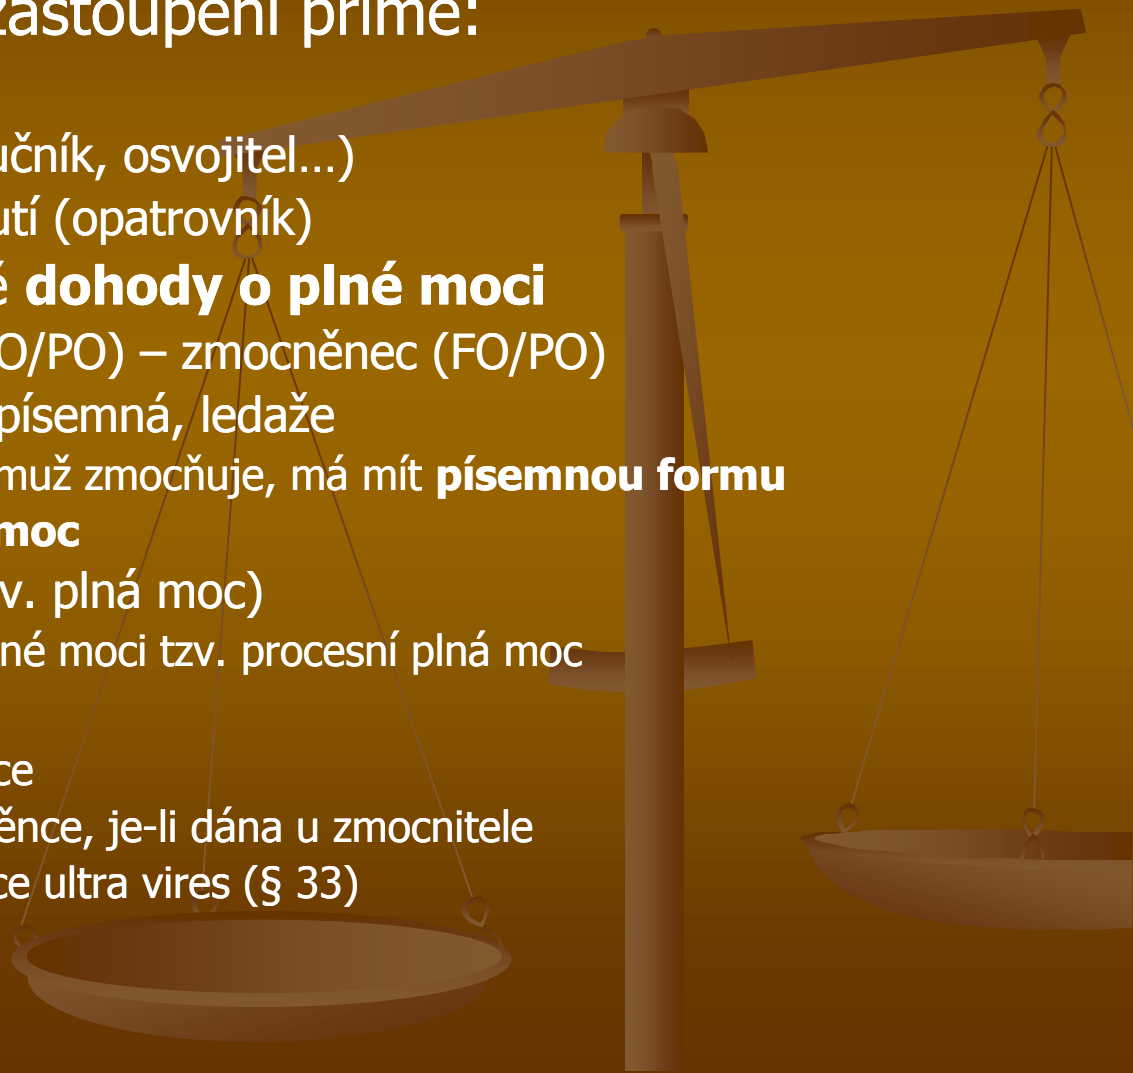 zastoupení přímé:
učník, osvojitel…)
utí (opatrovník)
é dohody o plné moci
O/PO) – zmocněnec (FO/PO)
písemná, ledaže
muž zmocňuje, má mít písemnou formu
moc
v. plná moc)
né moci tzv. procesní plná moc
ce
ěnce, je-li dána u zmocnitele
ce ultra vires (§ 33)